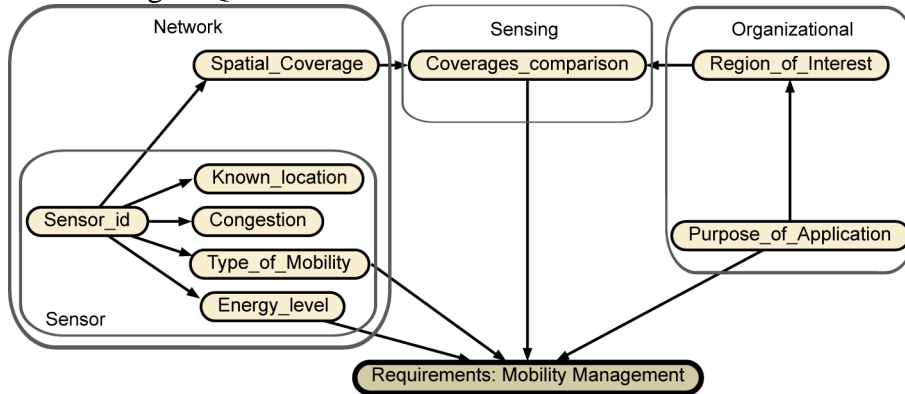 Network
Sensing
Organizational
Spatial_Coverage
Coverages_comparison
Region_of_Interest
Known_location
Sensor_id
Congestion
Purpose_of_Application
Type_of_Mobility
Energy_level
Sensor
Requirements: Mobility Management